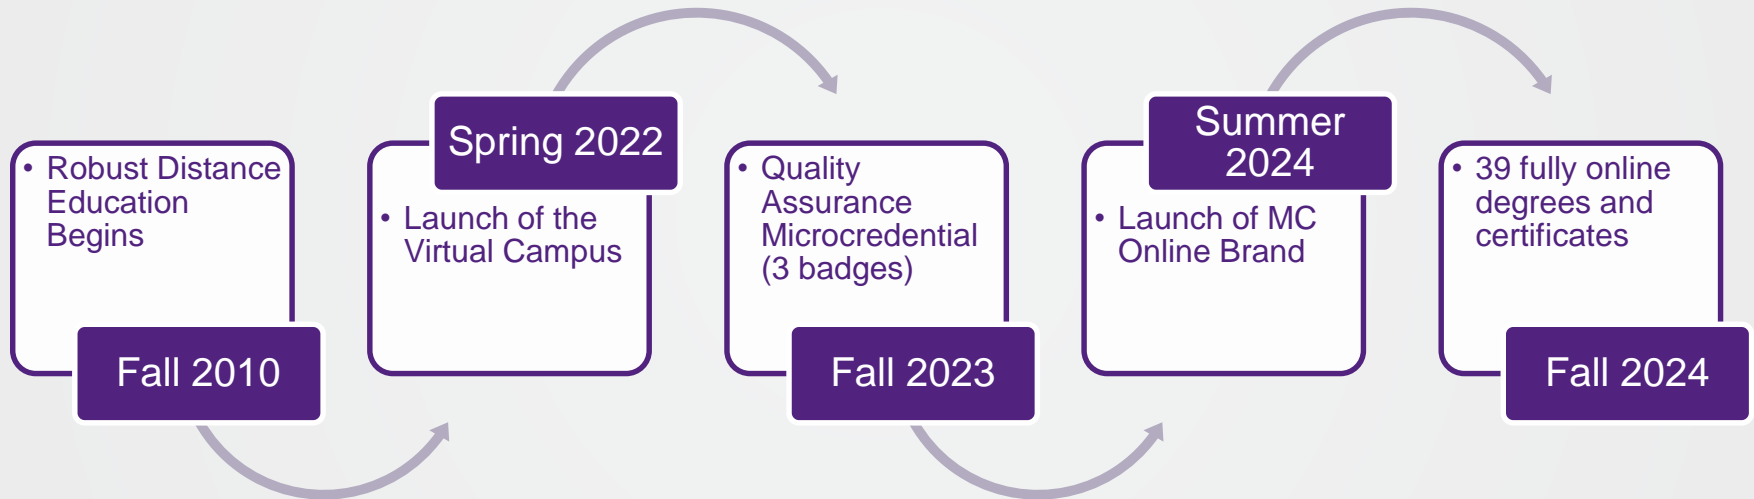 • Robust Distance
Education
Begins
Fall 2010
Spring 2022
• Launch of the
Virtual Campus
• Quality
Assurance
Microcredential
(3 badges)
Fall 2023
Summer
2024
• Launch of MC
Online Brand
• 39 fully online
degrees and
certificates
Fall 2024